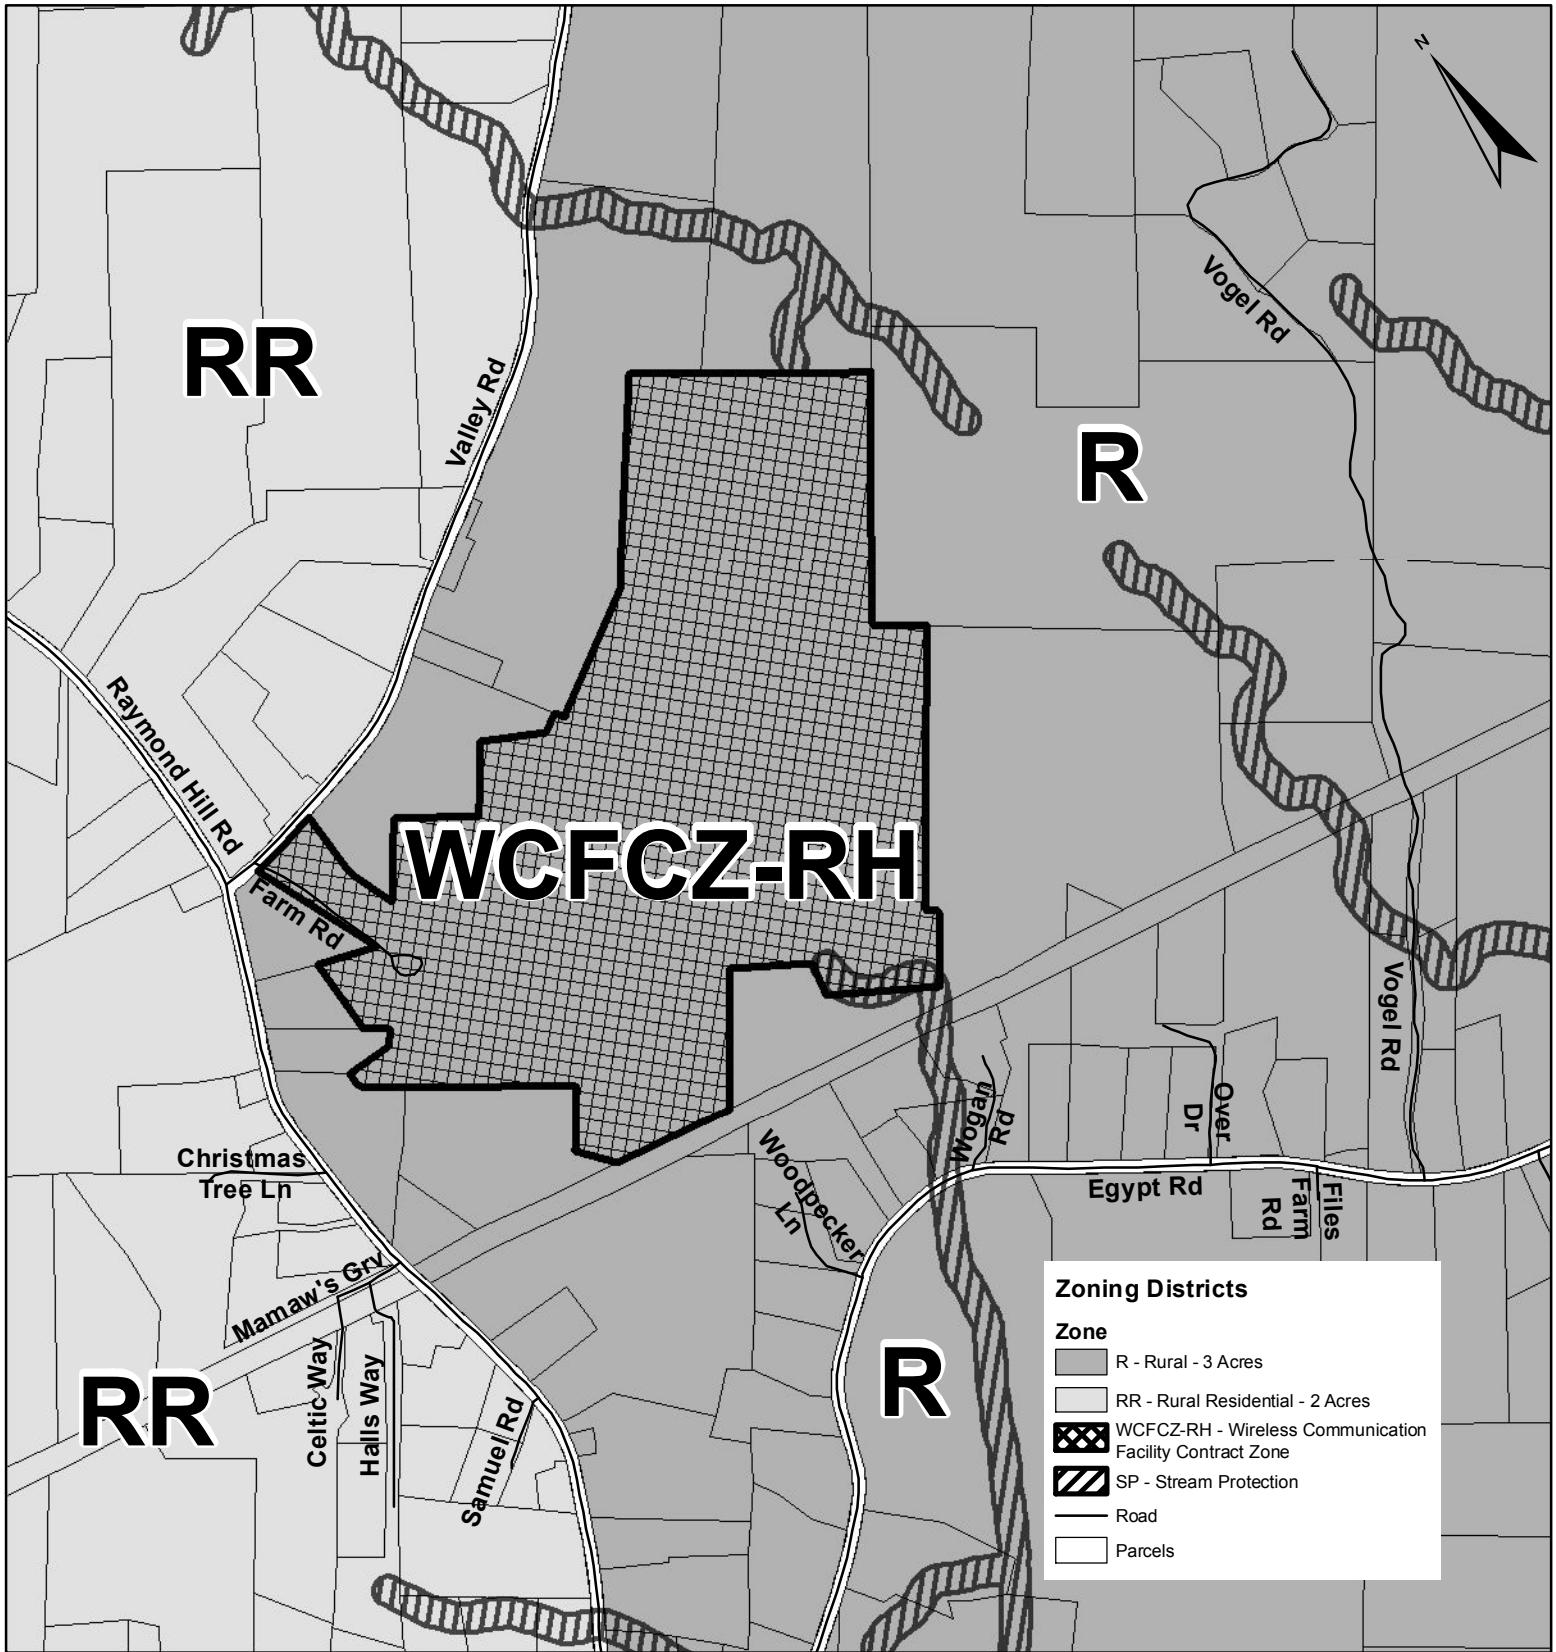 N
Vogel Rd
RR
Valley Rd
R
Raymond Hill Rd
WCFCZ-RH
Farm Rd
Vogel Rd
Wogan
Rd
Over
Dr
Woodpecker
Ln
Christmas
Tree Ln
Egypt Rd
Files
Farm
Rd
Mamaw's Grv
Celtic Way
Halls Way
Samuel Rd
RR
R
Zoning Districts
Zone
R - Rural - 3 Acres
RR - Rural Residential - 2 Acres
WCFCZ-RH - Wireless Communication
Facility Contract Zone
SP - Stream Protection
Road
Parcels